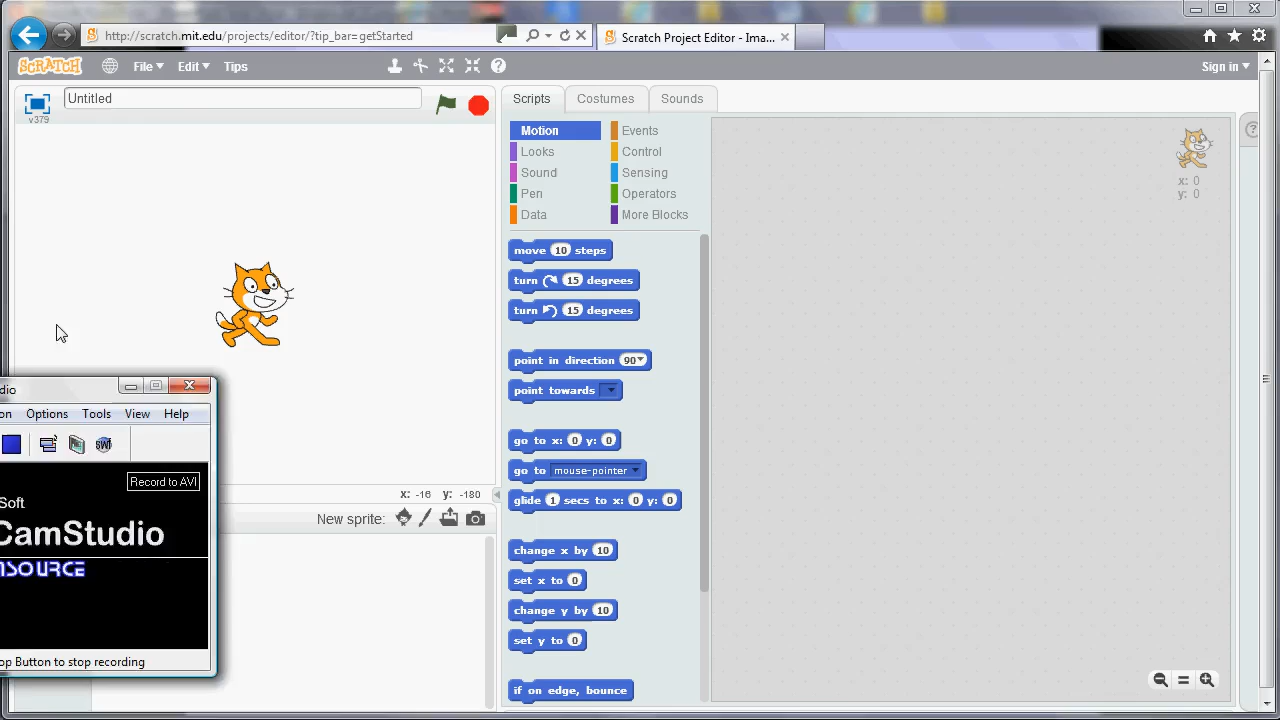 http://scratch.mit.edu/projects/editor/?tip_bar=getStarted
Scratch Project Editor - Ima...
SCRATCH File Edit Tips Sign in
Untitled
v379
Scripts Costumes Sounds
Motion Events
Looks Control
Sound Sensing
Pen Operators
Data More Blocks
x: 0
y: 0
move 10 steps
turn 15 degrees
turn 15 degrees
point in direction 90
point towards
go to x: 0 y: 0
go to mouse-pointer
glide 1 secs to x: 0 y: 0
change x by 10
set x to 0
change y by 10
set y to 0
if on edge, bounce
x: -16 y: -180
New sprite:
dio
on Options Tools View Help
Record to AVI
Soft
CamStudio
NSOURCE
op Button to stop recording